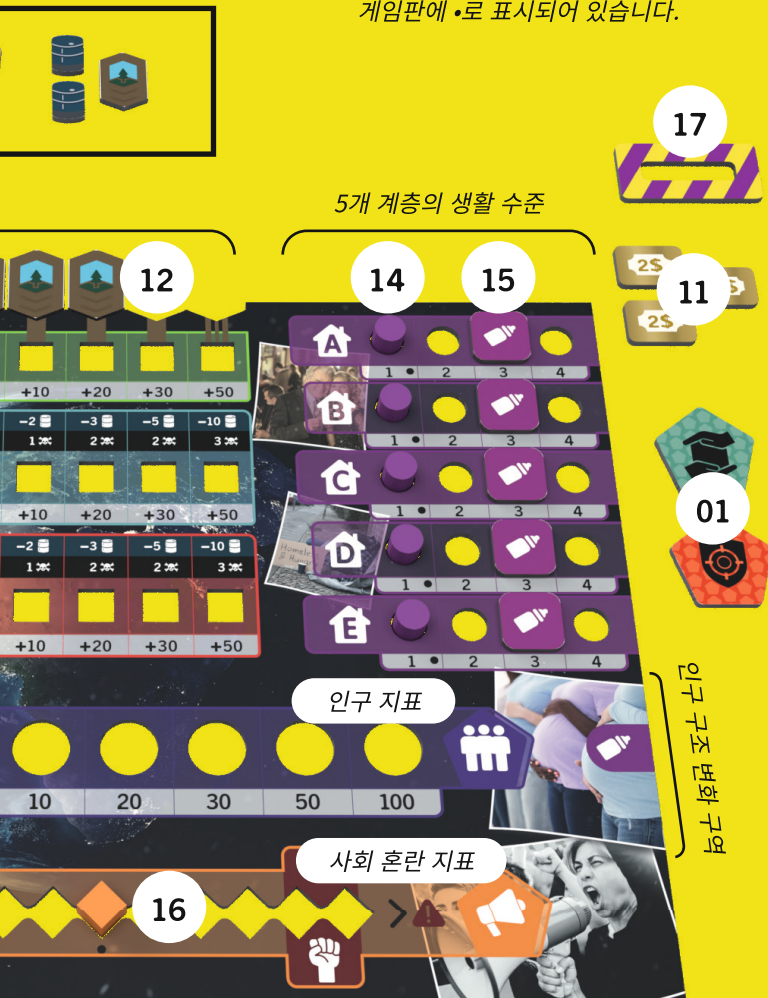 게임판에 •로 표시되어 있습니다.
17
5개 계층의 생활 수준
12
14
15
2$
11
2$
A
1 • 2 3 4
+10 +20 +30 +50
B
1 • 2 3 4
-2 -3 -5 -10
1 2 2 3
C
1 • 2 3 4
01
+10 +20 +30 +50
D
1 • 2 3 4
-2 -3 -5 -10
1 2 2 3
E
1 • 2 3 4
+10 +20 +30 +50
인구 지표
인구 구조 변화 구역
10 20 30 50 100
사회 혼란 지표
16